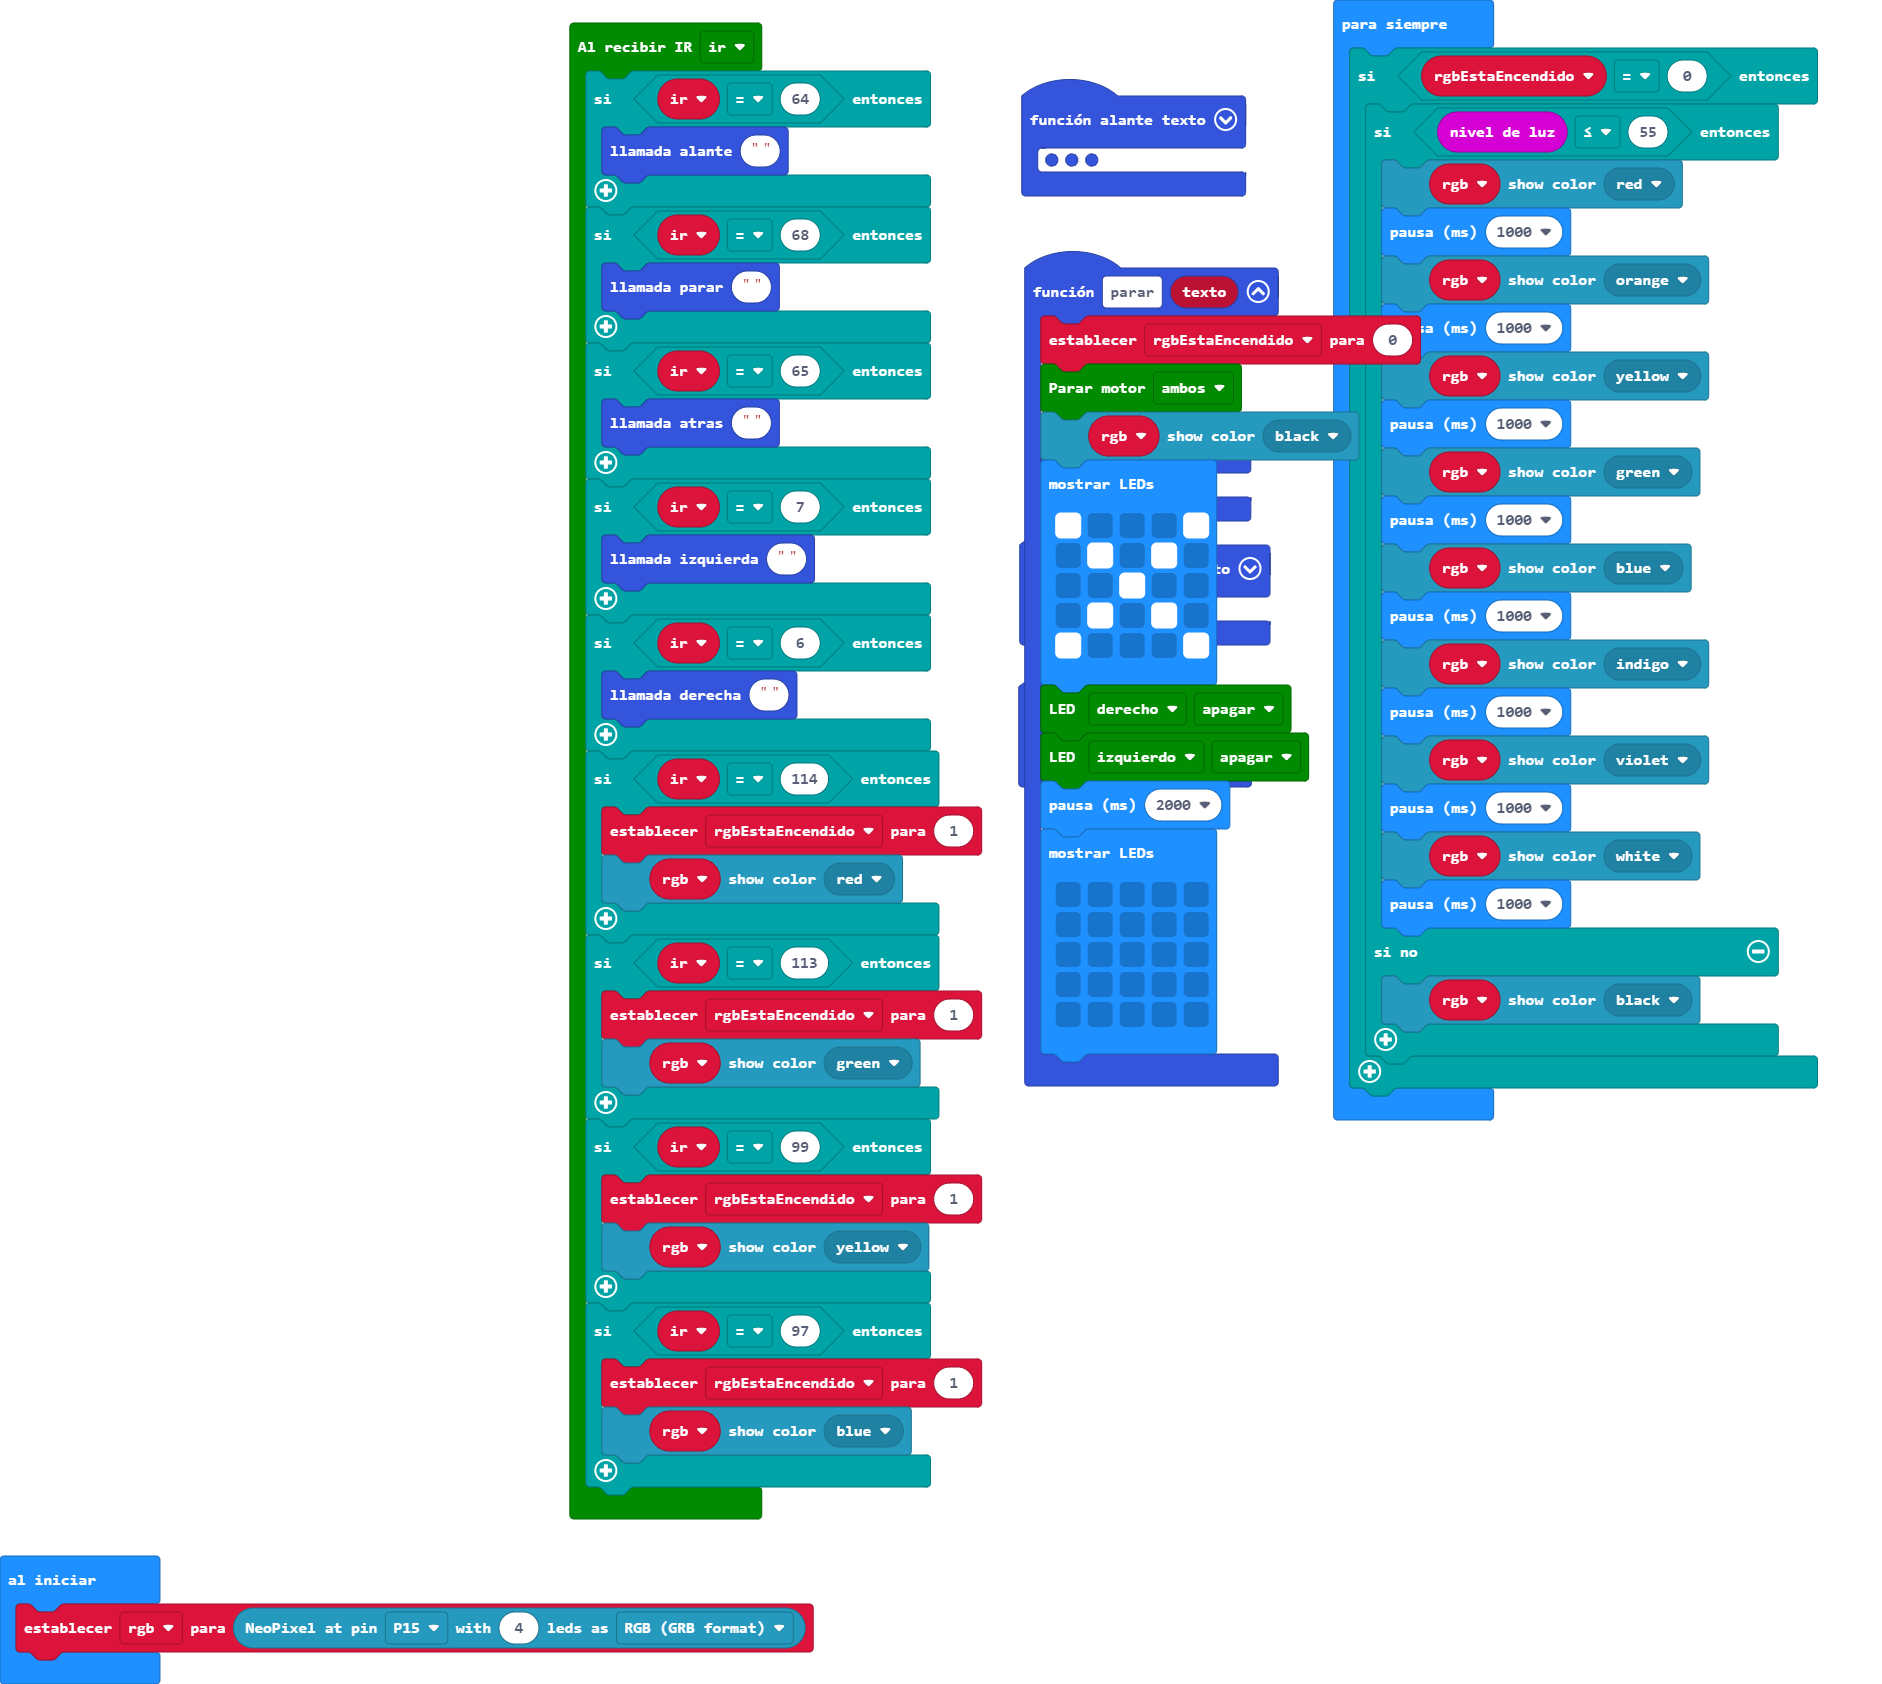 Al recibir IR ir
si ir = 64 entonces
llamada alante " "
si ir = 68 entonces
llamada parar " "
si ir = 65 entonces
llamada atras " "
si ir = 7 entonces
llamada izquierda " "
si ir = 6 entonces
llamada derecha " "
si ir = 114 entonces
establecer rgbEstaEncendido para 1
rgb show color red
si ir = 113 entonces
establecer rgbEstaEncendido para 1
rgb show color green
si ir = 99 entonces
establecer rgbEstaEncendido para 1
rgb show color yellow
si ir = 97 entonces
establecer rgbEstaEncendido para 1
rgb show color blue
función alante texto
función parar texto
establecer rgbEstaEncendido para 0
Parar motor ambos
rgb show color black
mostrar LEDs
LED derecho apagar
LED izquierdo apagar
pausa (ms) 2000
mostrar LEDs
para siempre
si rgbEstaEncendido = 0 entonces
si nivel de luz ≤ 55 entonces
rgb show color red
pausa (ms) 1000
rgb show color orange
(ms) 1000
rgb show color yellow
pausa (ms) 1000
rgb show color green
pausa (ms) 1000
rgb show color blue
pausa (ms) 1000
rgb show color indigo
pausa (ms) 1000
rgb show color violet
pausa (ms) 1000
rgb show color white
pausa (ms) 1000
si no
rgb show color black
al iniciar
establecer rgb para NeoPixel at pin P15 with 4 leds as RGB (GRB format)